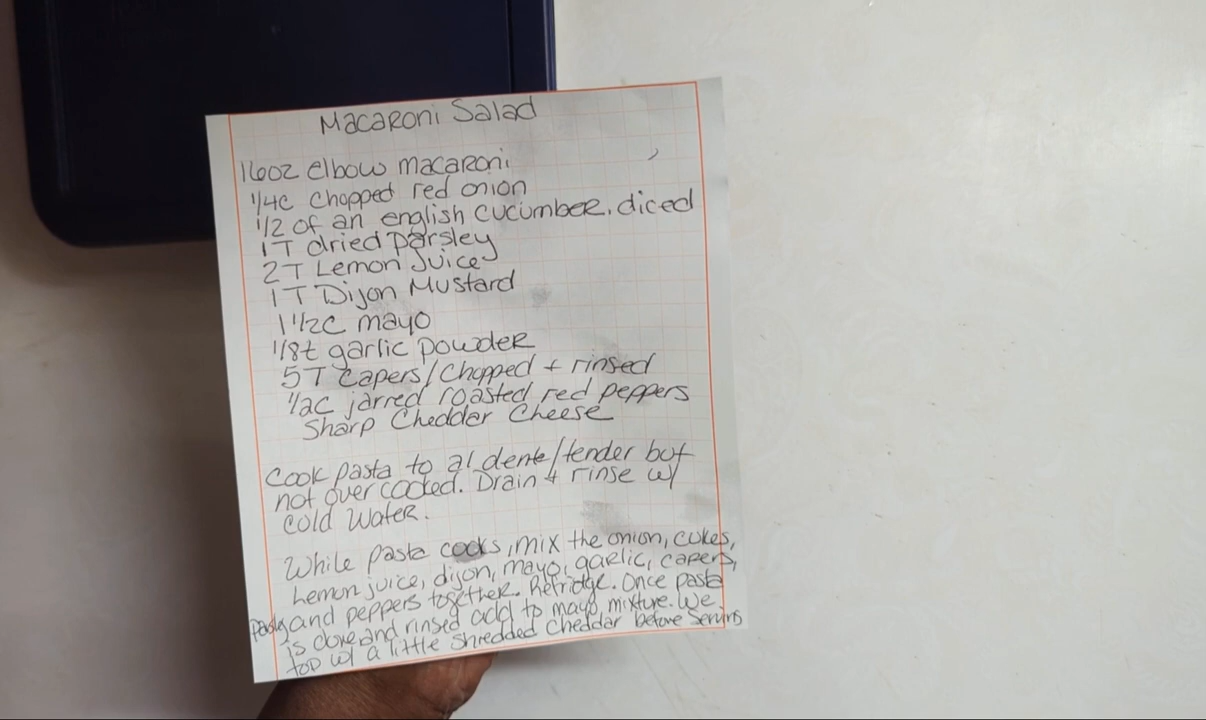 Macaroni Salad
16oz elbow macaroni
1/4c chopped red onion
1/2 of an english cucumber, diced
1T dried parsley
2T Lemon Juice
1T Dijon Mustard
1 1/2c mayo
1/8t garlic powder
5T capers/chopped + rinsed
1/2c jarred roasted red peppers
Sharp Cheddar Cheese
Cook pasta to al dente/tender but
not over cooked. Drain + rinse w/
cold water.
While pasta cooks, mix the onion, cukes,
Lemon juice, dijon, mayo, garlic, capers,
parsley and peppers together. Refridge. Once pasta
is done and rinsed add to mayo mixture. We
top w/ a little shredded cheddar before serving